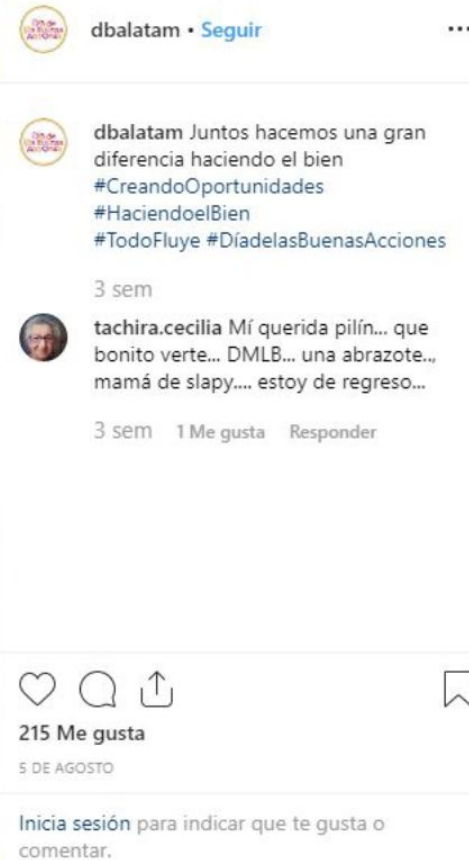 dbalatam • Seguir
dbalatam Juntos hacemos una gran
diferencia haciendo el bien
#CreandoOportunidades
#HaciendoelBien
#TodoFluye #DíadelasBuenasAcciones
3 sem
tachira.cecilia Mí querida pilín... que
bonito verte... DMLB... una abrazote..,
mamá de slapy.... estoy de regreso...
3 sem 1 Me gusta Responder
215 Me gusta
5 DE AGOSTO
Inicia sesión para indicar que te gusta o
comentar.